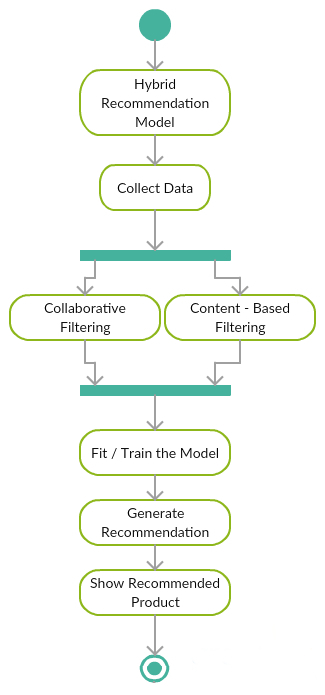 Hybrid
Recommendation
Model
Collect Data
Collaborative
Filtering
Content - Based
Filtering
Fit / Train the Model
Generate
Recommendation
Show Recommended
Product